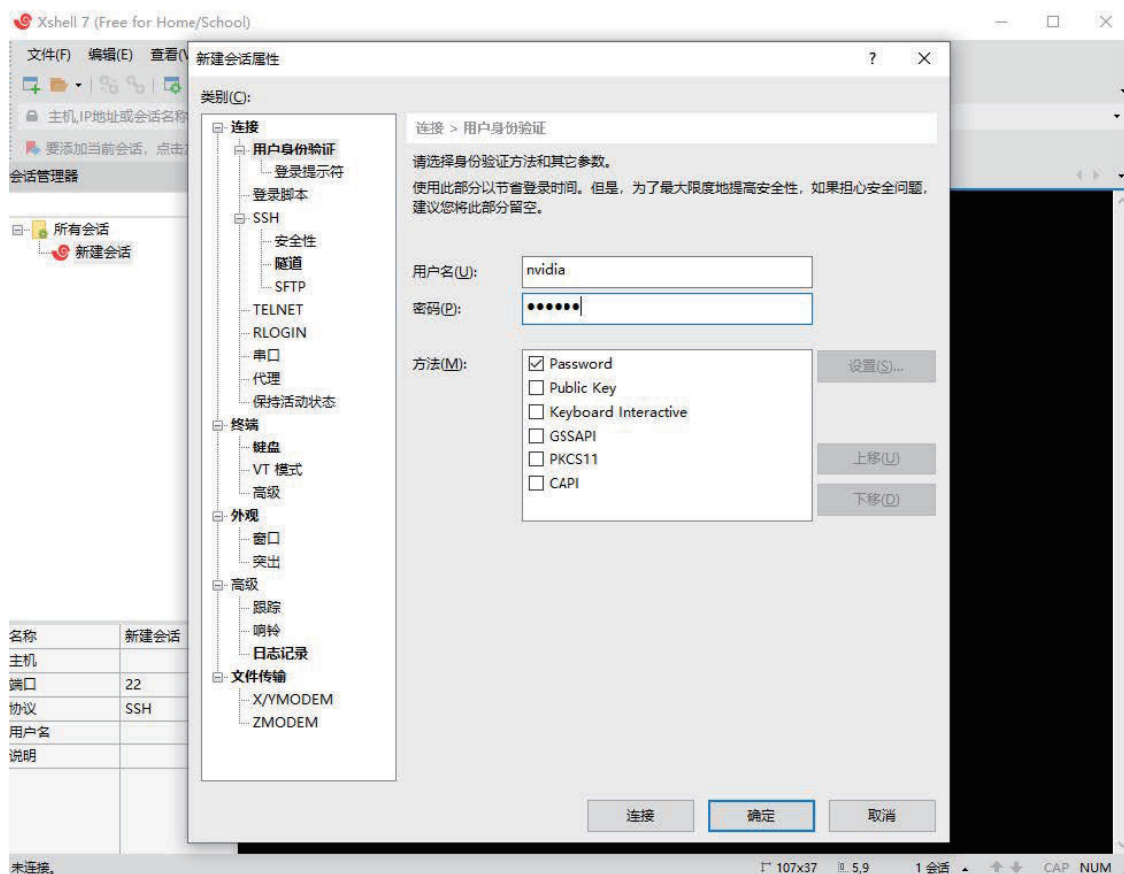 Xshell 7 (Free for Home/School)
文件(F) 编辑(E) 查看(V
主机,IP地址或会话名称
要添加当前会话，点击
会话管理器
所有会话
新建会话
名称 新建会话
主机
端口 22
协议 SSH
用户名
说明
新建会话属性
?
类别(C):
连接
用户身份验证
登录提示符
登录脚本
SSH
安全性
隧道
SFTP
TELNET
RLOGIN
串口
代理
保持活动状态
终端
键盘
VT 模式
高级
外观
窗口
突出
高级
跟踪
响铃
日志记录
文件传输
X/YMODEM
ZMODEM
连接 > 用户身份验证
请选择身份验证方法和其它参数。
使用此部分以节省登录时间。但是，为了最大限度地提高安全性，如果担心安全问题，
建议您将此部分留空。
用户名(U): nvidia
密码(P): ●●●●●●
方法(M):
Password
Public Key
Keyboard Interactive
GSSAPI
PKCS11
CAPI
设置(S)...
上移(U)
下移(D)
连接 确定 取消
未连接。 107x37 5,9 1 会话 CAP NUM